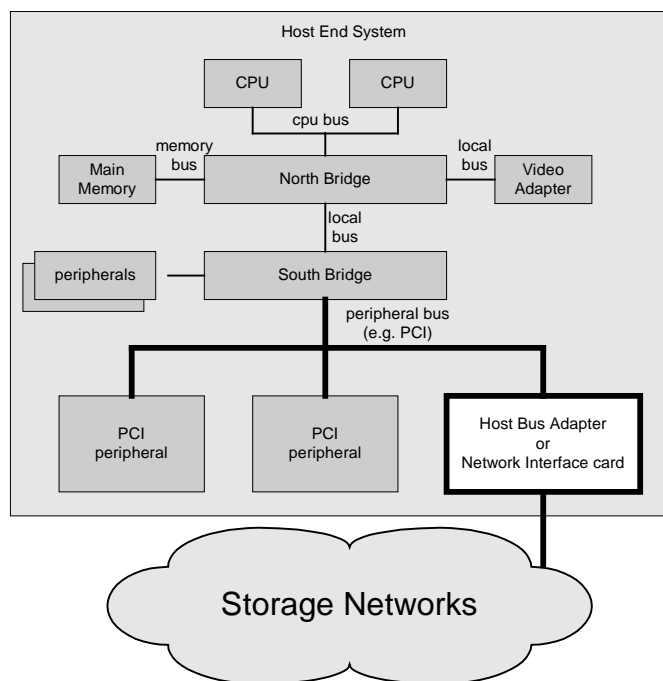 Host End System
CPU
CPU
cpu bus
memory
bus
local
bus
Main
Memory
North Bridge
Video
Adapter
local
bus
peripherals
South Bridge
peripheral bus
(e.g. PCI)
PCI
peripheral
PCI
peripheral
Host Bus Adapter
or
Network Interface card
Storage Networks